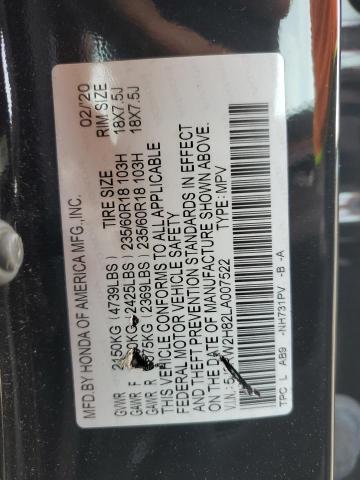 MFD.BY HONDA OF AMERICA MFG.,INC. 02/'20
TIRE SIZE RIM SIZE
GVWR 2150KG (4739LBS)
GAWR F (2425LBS) 235/60R18 103H 18X7.5J
GAWR R (2369LBS) 235/60R18 103H 18X7.5J
THIS VEHICLE CONFORMS TO ALL APPLICABLE
FEDERAL MOTOR VEHICLE SAFETY
AND THEFT PREVENTION STANDARDS IN EFFECT
ON THE DATE OF MANUFACTURE SHOWN ABOVE.
V.I.N.: W2H82LA007522 TYPE: MPV
TPC L AB9 -NH731PV -B -A